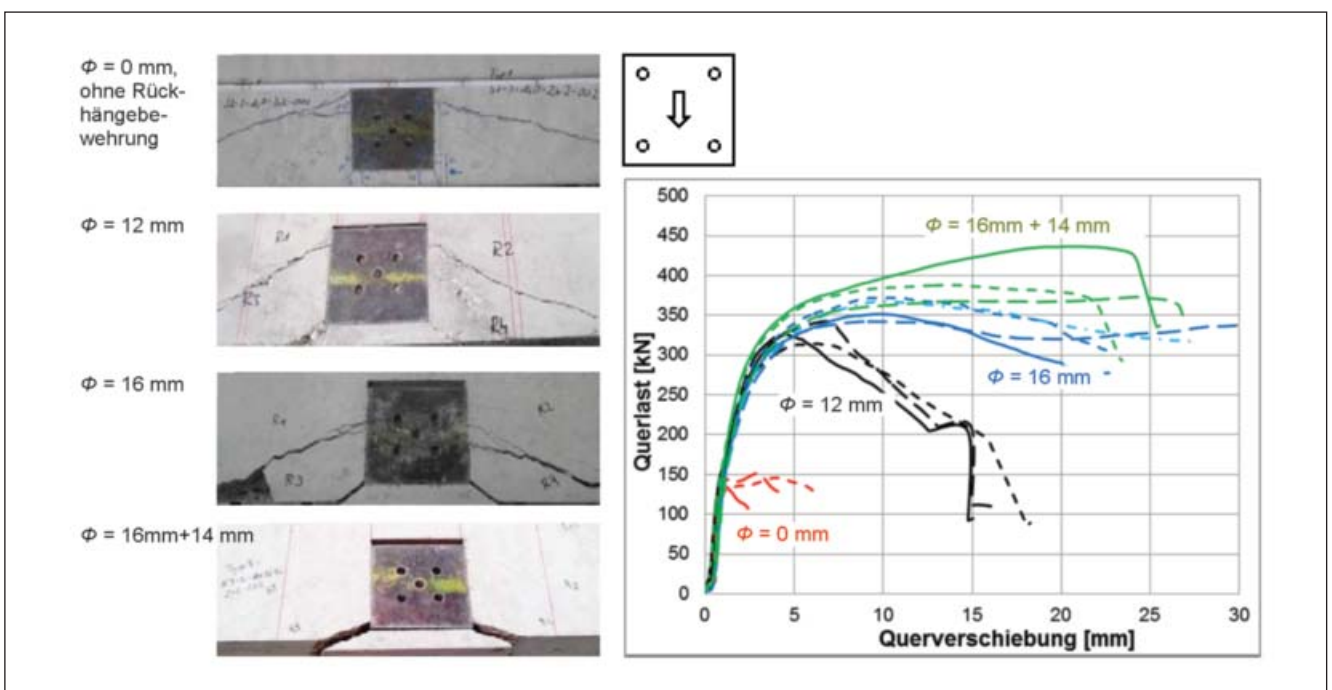 Φ = 0 mm,
ohne Rück-
hängebe-
wehrung
Φ = 12 mm
R1
R2
R3
R4
Φ = 16 mm
R1
R2
R3
R4
Φ = 16mm+14 mm
Querlast [kN]
500
450
400
350
300
250
200
150
100
50
0
Φ = 16mm + 14 mm
Φ = 16 mm
Φ = 12 mm
Φ = 0 mm
0 5 10 15 20 25 30
Querverschiebung [mm]